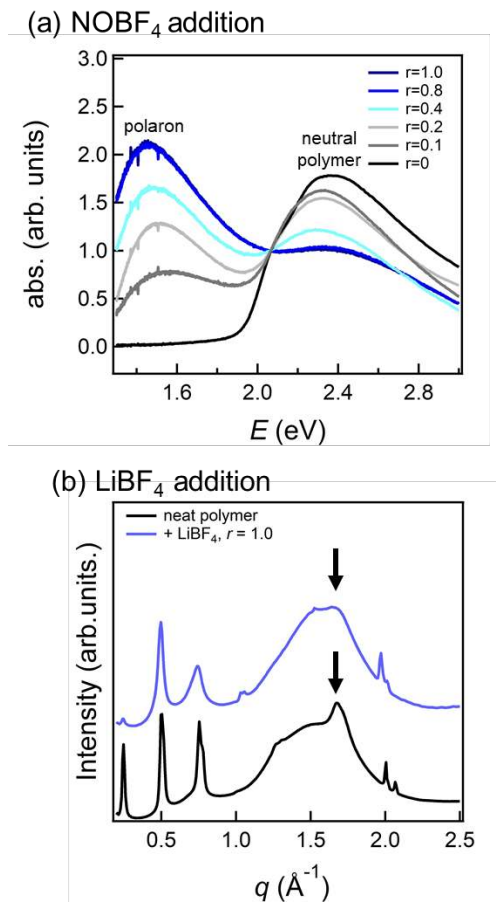 (a) NOBF₄ addition
3.0
2.5
2.0
1.5
1.0
0.5
0.0
abs. (arb. units)
polaron
neutral
polymer
r=1.0
r=0.8
r=0.4
r=0.2
r=0.1
r=0
1.6
2.0
2.4
2.8
E (eV)
(b) LiBF₄ addition
neat polymer
+ LiBF₄, r = 1.0
Intensity (arb.units.)
0.5
1.0
1.5
2.0
2.5
q (Å⁻¹)